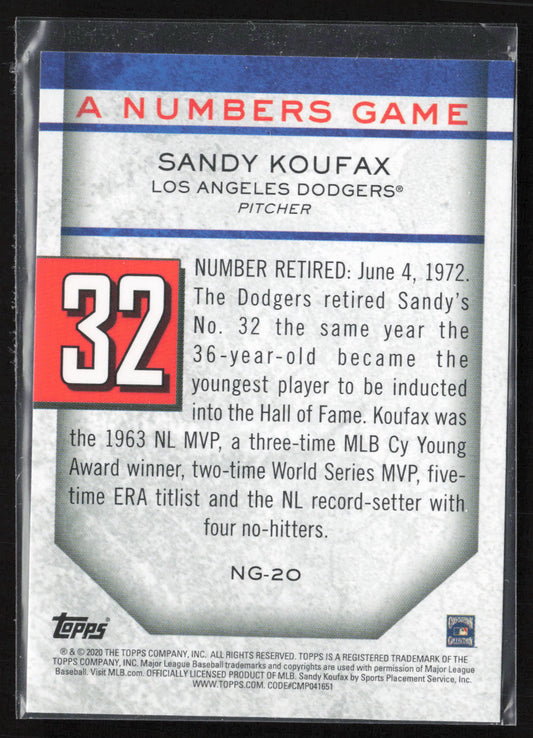 A NUMBERS GAME
SANDY KOUFAX
LOS ANGELES DODGERS®
PITCHER
32
NUMBER RETIRED: June 4, 1972.
The Dodgers retired Sandy's
No. 32 the same year the
36-year-old became the
youngest player to be inducted
into the Hall of Fame. Koufax was
the 1963 NL MVP, a three-time MLB Cy Young
Award winner, two-time World Series MVP, five-
time ERA titlist and the NL record-setter with
four no-hitters.
NG-20
topps
® & © 2020 THE TOPPS COMPANY, INC. ALL RIGHTS RESERVED. TOPPS IS A REGISTERED TRADEMARK OF THE
TOPPS COMPANY, INC. Major League Baseball trademarks and copyrights are used with permission of Major League
Baseball. Visit MLB.com. OFFICIALLY LICENSED PRODUCT OF MLB. Sandy Koufax by Sports Placement Service, Inc.
WWW.TOPPS.COM. CODE#CMP041651